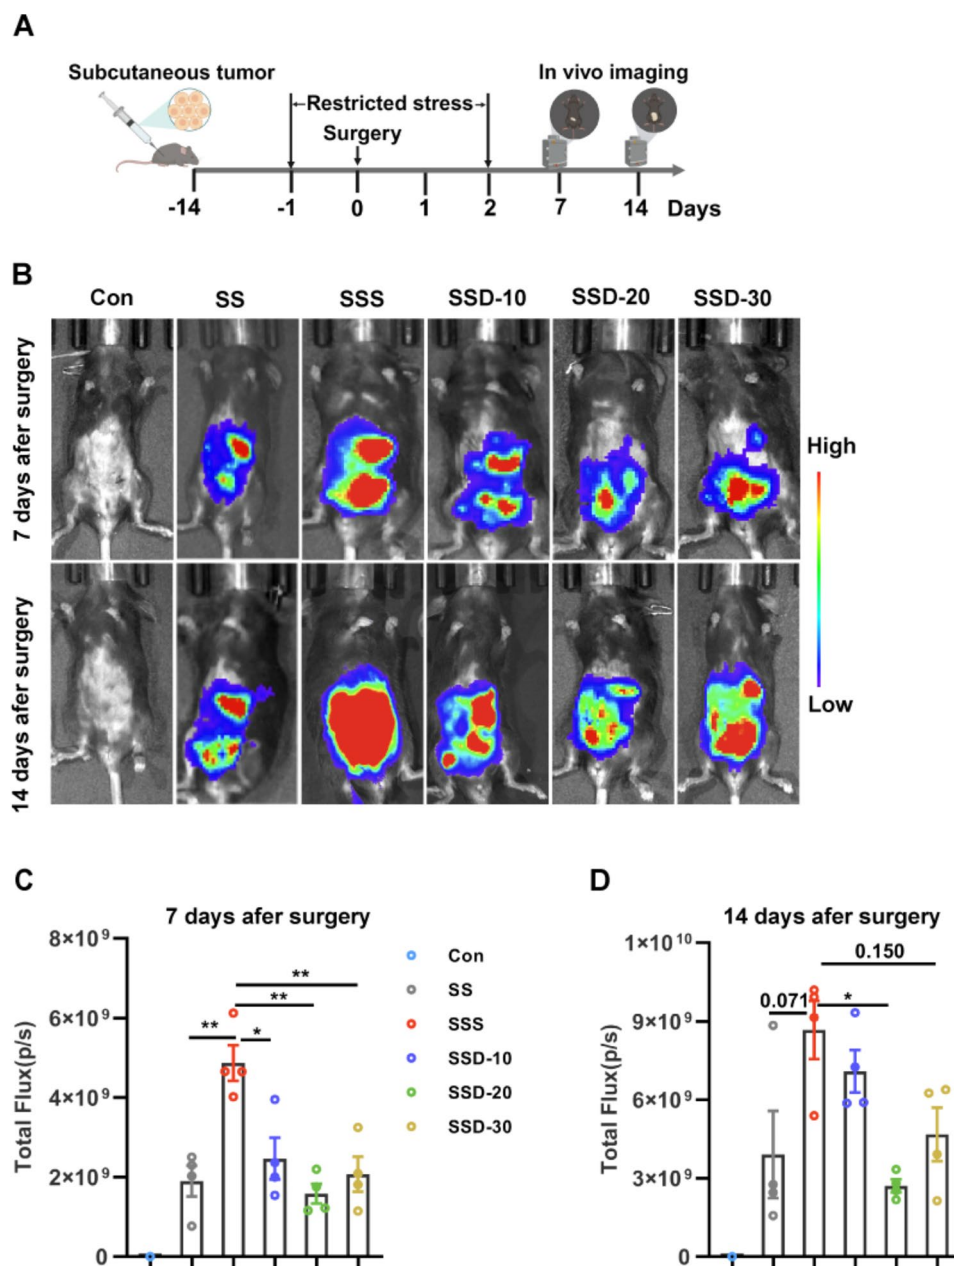 A
Subcutaneous tumor
In vivo imaging
Restricted stress
Surgery
-14 -1 0 1 2 7 14 Days
B
Con SS SSS SSD-10 SSD-20 SSD-30
7 days afer surgery
14 days afer surgery
High
Low
C
7 days afer surgery
Total Flux(p/s)
8×10⁹
6×10⁹
4×10⁹
2×10⁹
0
** * ** **
Con
SS
SSS
SSD-10
SSD-20
SSD-30
D
14 days afer surgery
Total Flux(p/s)
1×10¹⁰
9×10⁹
6×10⁹
3×10⁹
0
0.071 * 0.150